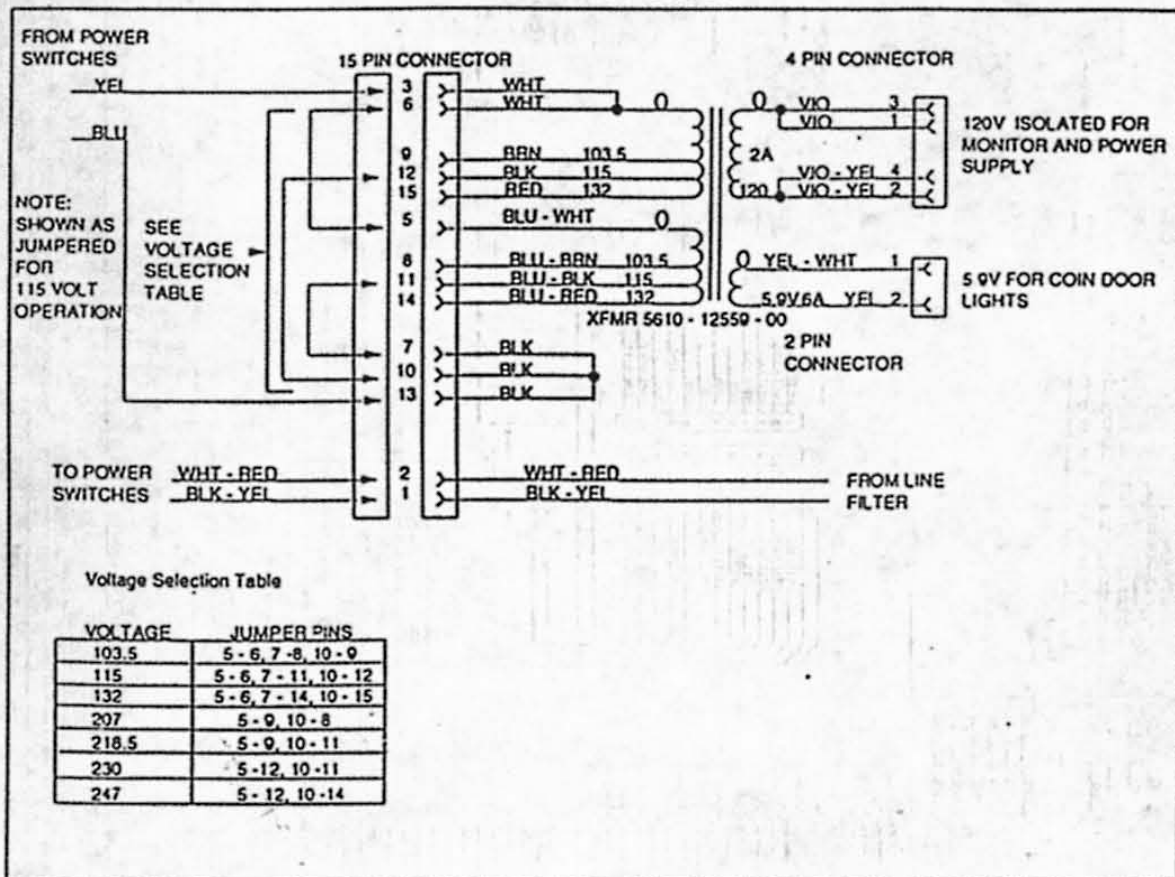 FROM POWER
SWITCHES
YEL
BLU
NOTE:
SHOWN AS
JUMPERED
FOR
115 VOLT
OPERATION
SEE
VOLTAGE
SELECTION
TABLE
15 PIN CONNECTOR
3 WHT
6 WHT 0
9 BRN 103.5
12 BLK 115
15 RED 132
5 BLU - WHT 0
8 BLU - BRN 103.5
11 BLU - BLK 115
14 BLU - RED 132
XFMR 5610 - 12559 - 00
7 BLK
10 BLK
13 BLK
4 PIN CONNECTOR
0 VIO 3
VIO 1
2A
VIO - YEL 4
120 VIO - YEL 2
120V ISOLATED FOR
MONITOR AND POWER
SUPPLY
0 YEL - WHT 1
5.9V 6A YEL 2
5 9V FOR COIN DOOR
LIGHTS
2 PIN
CONNECTOR
TO POWER
SWITCHES
WHT - RED 2 WHT - RED
BLK - YEL 1 BLK - YEL
FROM LINE
FILTER
Voltage Selection Table
VOLTAGE JUMPER PINS
103.5 5 - 6, 7 -8, 10 - 9
115 5 - 6, 7 - 11, 10 - 12
132 5 - 6, 7 - 14, 10 - 15
207 5 - 9, 10 - 8
218.5 5 - 9, 10 - 11
230 5 -12, 10 -11
247 5 - 12, 10 -14